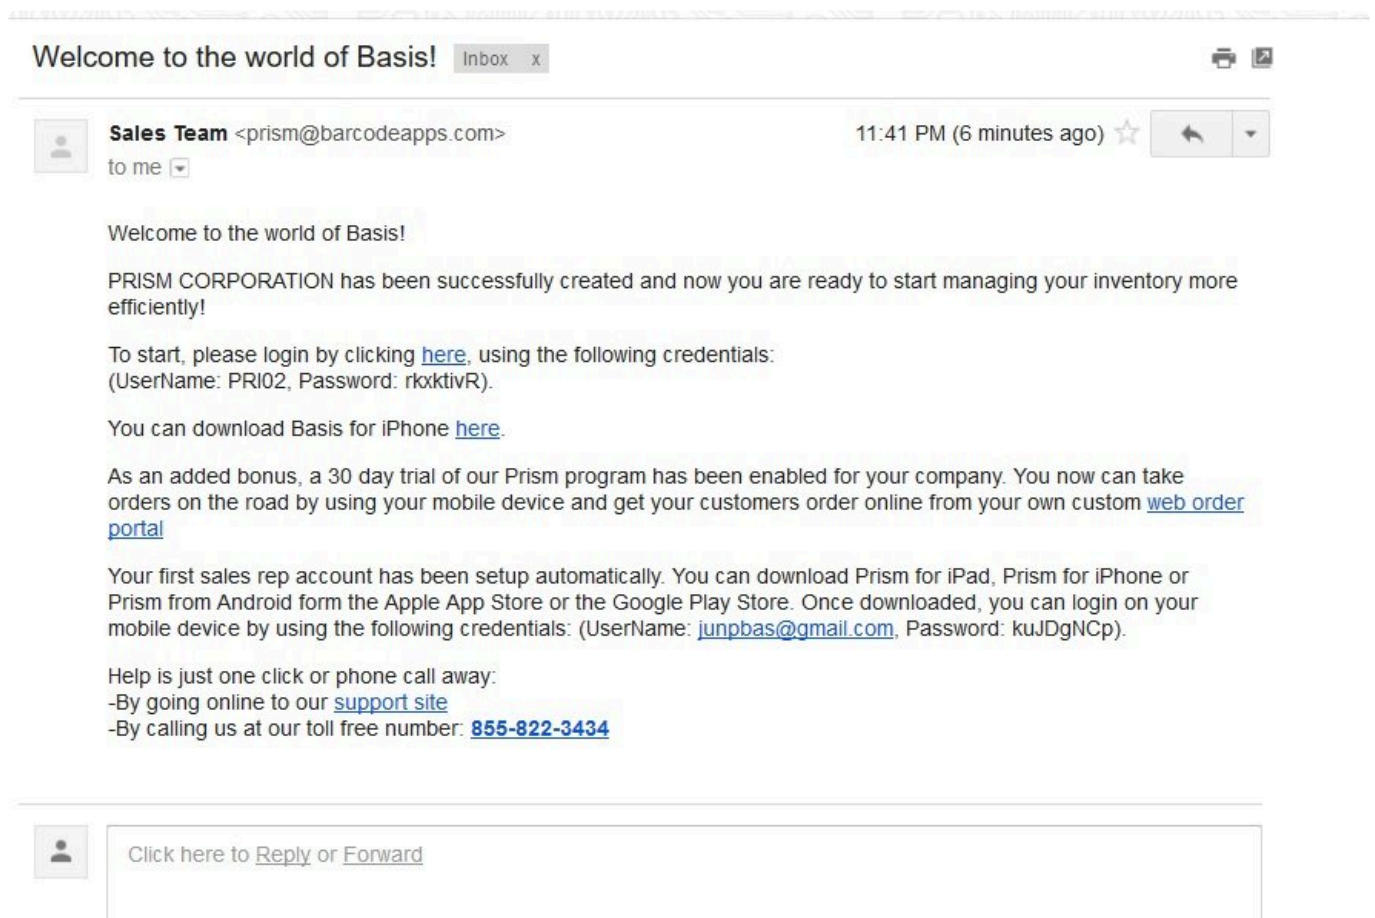 Welcome to the world of Basis! Inbox x
Sales Team <prism@barcodeapps.com> 11:41 PM (6 minutes ago)
to me
Welcome to the world of Basis!
PRISM CORPORATION has been successfully created and now you are ready to start managing your inventory more
efficiently!
To start, please login by clicking here, using the following credentials:
(UserName: PRI02, Password: rkxktivR).
You can download Basis for iPhone here.
As an added bonus, a 30 day trial of our Prism program has been enabled for your company. You now can take
orders on the road by using your mobile device and get your customers order online from your own custom web order
portal
Your first sales rep account has been setup automatically. You can download Prism for iPad, Prism for iPhone or
Prism from Android form the Apple App Store or the Google Play Store. Once downloaded, you can login on your
mobile device by using the following credentials: (UserName: junpbas@gmail.com, Password: kuJDgNCp).
Help is just one click or phone call away:
-By going online to our support site
-By calling us at our toll free number: 855-822-3434
Click here to Reply or Forward